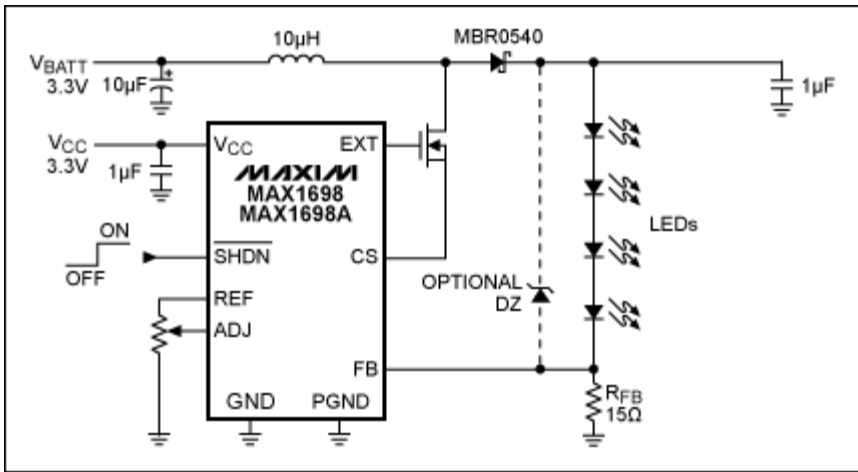 10µH
MBR0540
VBATT
3.3V
10µF
+
1µF
VCC
3.3V
1µF
VCC
EXT
MAXIM
MAX1698
MAX1698A
ON
OFF
SHDN
CS
LEDs
OPTIONAL
DZ
REF
ADJ
FB
GND
PGND
RFB
15Ω